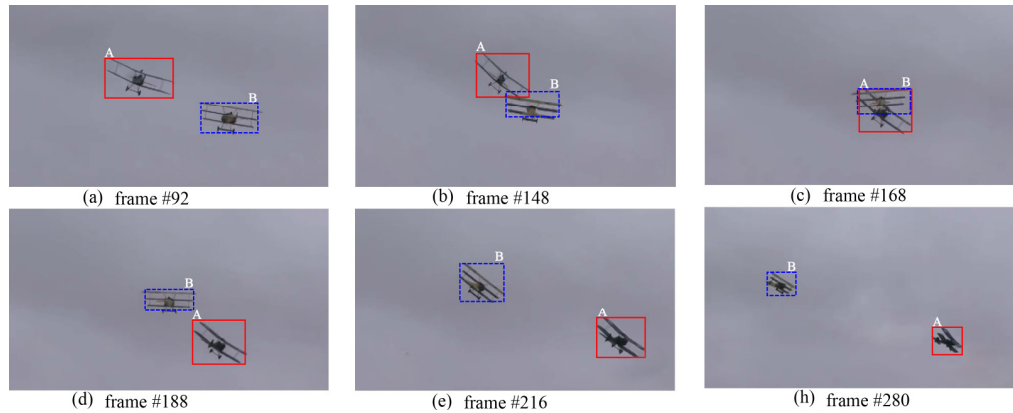 A
B
(a) frame #92
A
B
(b) frame #148
A
B
(c) frame #168
B
A
(d) frame #188
B
A
(e) frame #216
B
A
(h) frame #280